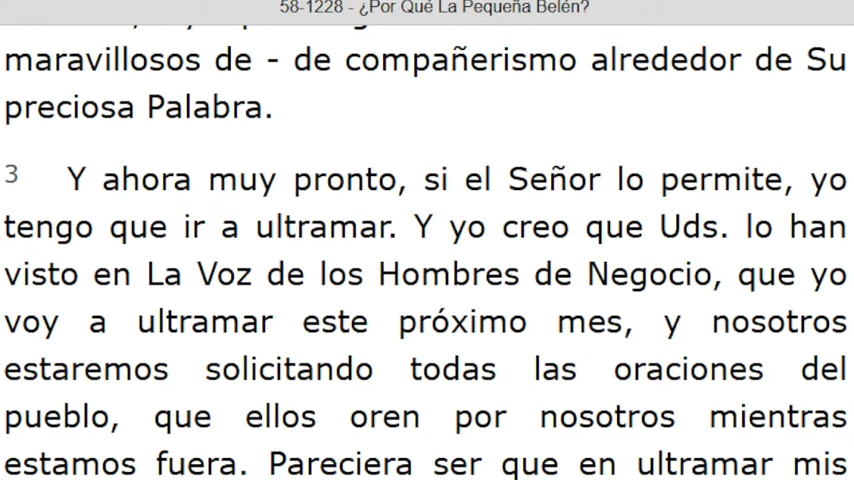 58-1228 - ¿Por Qué La Pequeña Belén?
maravillosos de - de compañerismo alrededor de Su
preciosa Palabra.
3 Y ahora muy pronto, si el Señor lo permite, yo
tengo que ir a ultramar. Y yo creo que Uds. lo han
visto en La Voz de los Hombres de Negocio, que yo
voy a ultramar este próximo mes, y nosotros
estaremos solicitando todas las oraciones del
pueblo, que ellos oren por nosotros mientras
estamos fuera. Pareciera ser que en ultramar mis